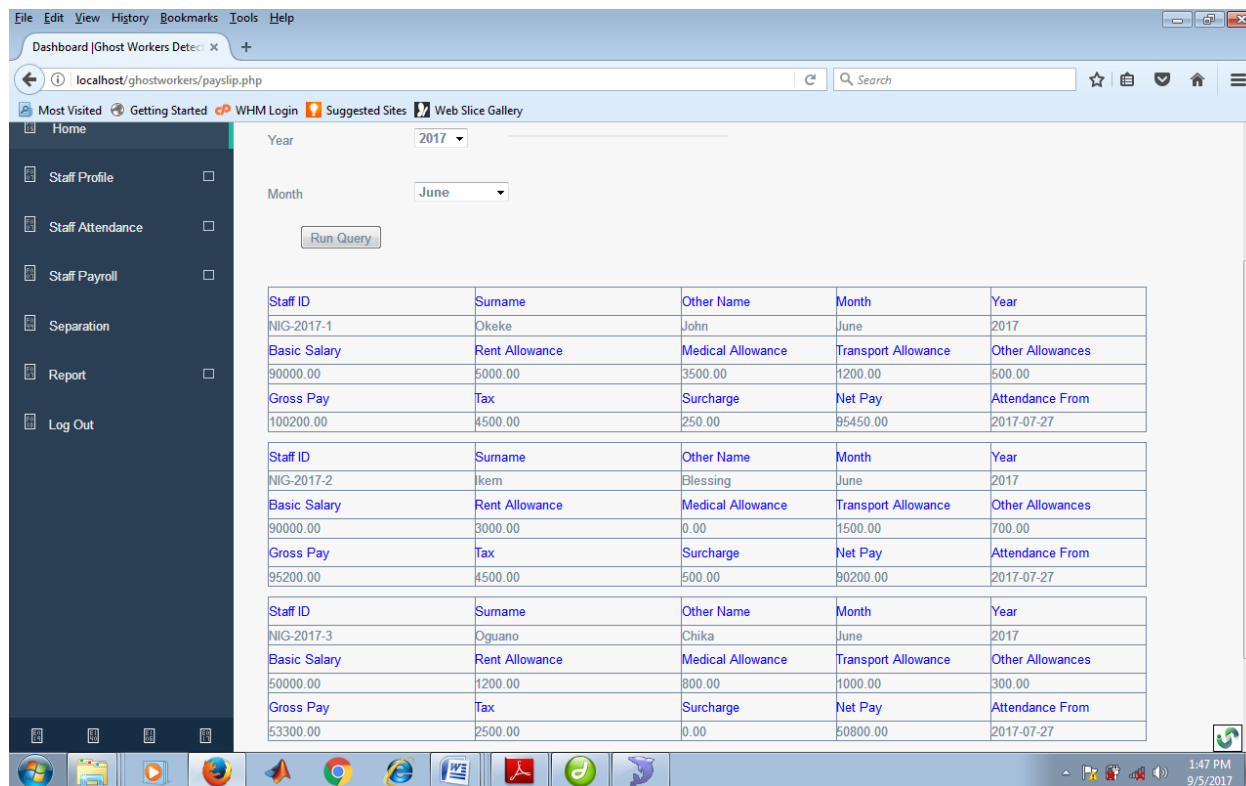 File Edit View History Bookmarks Tools Help
Dashboard |Ghost Workers Detec
localhost/ghostworkers/payslip.php
Search
Most Visited Getting Started cP WHM Login Suggested Sites Web Slice Gallery
Home
Staff Profile
Staff Attendance
Staff Payroll
Separation
Report
Log Out
Year 2017
Month June
Run Query
Staff ID Surname Other Name Month Year
NIG-2017-1 Okeke John June 2017
Basic Salary Rent Allowance Medical Allowance Transport Allowance Other Allowances
90000.00 5000.00 3500.00 1200.00 500.00
Gross Pay Tax Surcharge Net Pay Attendance From
100200.00 4500.00 250.00 95450.00 2017-07-27
Staff ID Surname Other Name Month Year
NIG-2017-2 Ikem Blessing June 2017
Basic Salary Rent Allowance Medical Allowance Transport Allowance Other Allowances
90000.00 3000.00 0.00 1500.00 700.00
Gross Pay Tax Surcharge Net Pay Attendance From
95200.00 4500.00 500.00 90200.00 2017-07-27
Staff ID Surname Other Name Month Year
NIG-2017-3 Oguano Chika June 2017
Basic Salary Rent Allowance Medical Allowance Transport Allowance Other Allowances
50000.00 1200.00 800.00 1000.00 300.00
Gross Pay Tax Surcharge Net Pay Attendance From
53300.00 2500.00 0.00 50800.00 2017-07-27
1:47 PM
9/5/2017